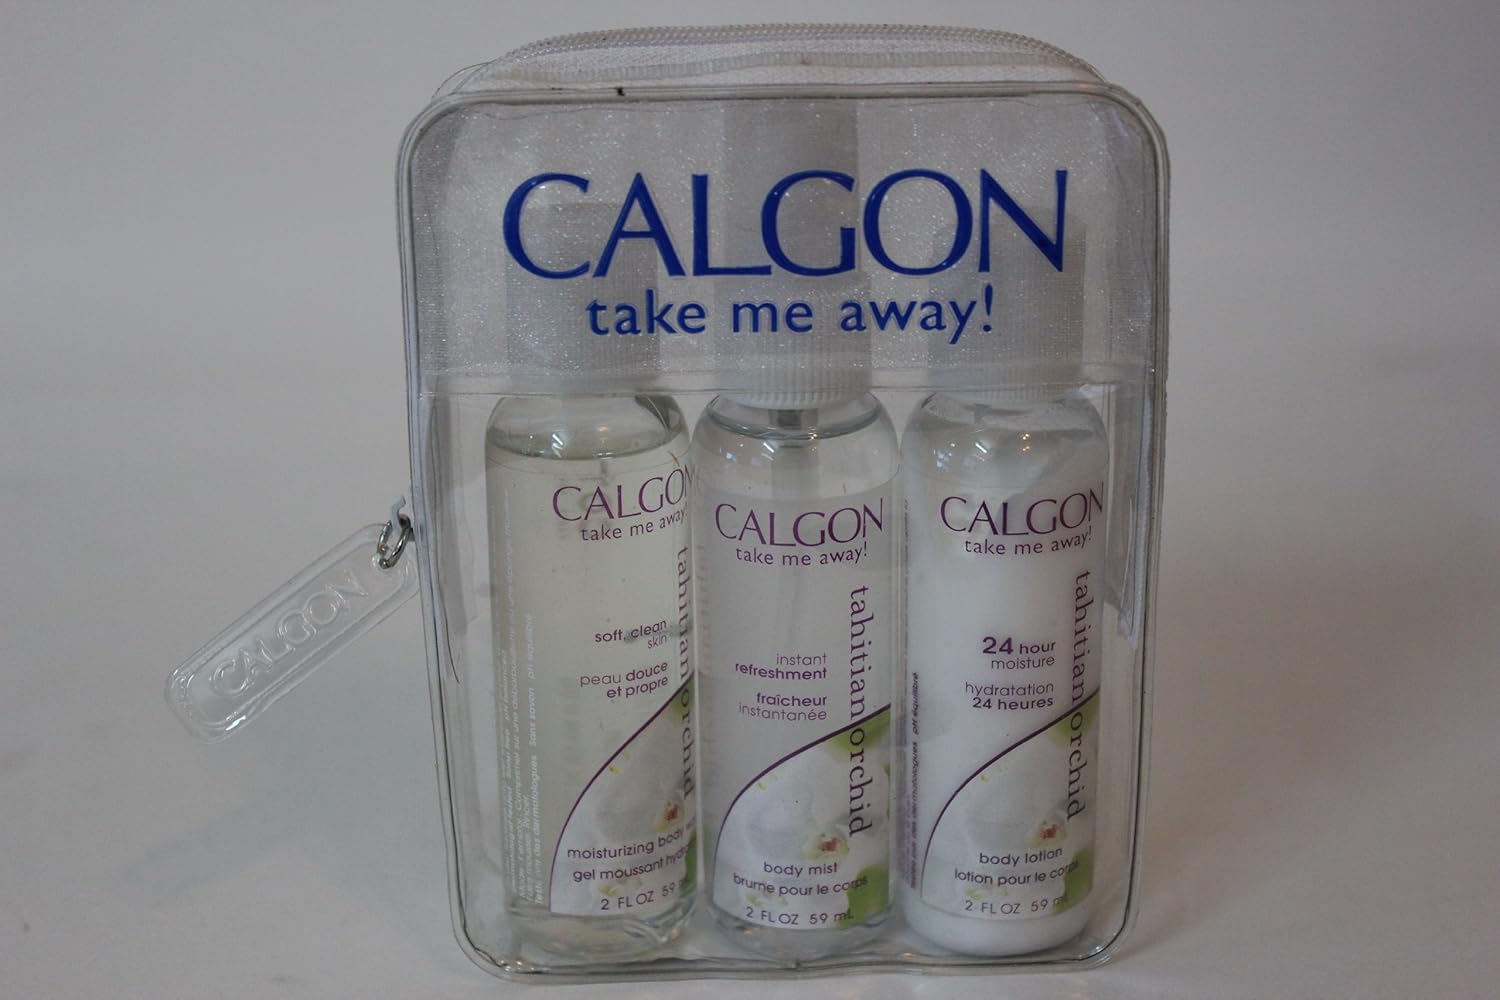 CALGON
take me away!
CALGON
CALGON
take me away!
tahitian orchid
soft, clean
skin
peau douce
et propre
moisturizing body
gel moussant
2 FL OZ 59
CALGON
take me away!
tahitian orchid
instant
refreshment
fraîcheur
instantanée
body mist
brume pour le corps
2 FL OZ 59 mL
CALGON
take me away!
tahitian orchid
24 hour
moisture
hydratation
24 heures
body lotion
lotion pour le corps
2 FL OZ 59 mL